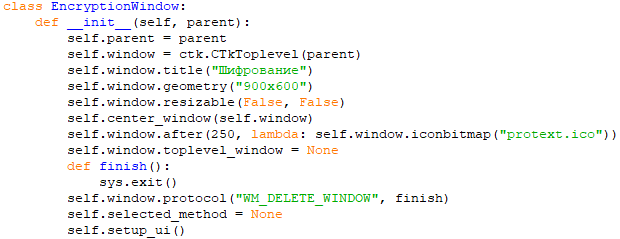 class EncryptionWindow:
    def __init__(self, parent):
        self.parent = parent
        self.window = ctk.CTkToplevel(parent)
        self.window.title("Шифрование")
        self.window.geometry("900x600")
        self.window.resizable(False, False)
        self.center_window(self.window)
        self.window.after(250, lambda: self.window.iconbitmap("protext.ico"))
        self.window.toplevel_window = None
        def finish():
            sys.exit()
        self.window.protocol("WM_DELETE_WINDOW", finish)
        self.selected_method = None
        self.setup_ui()